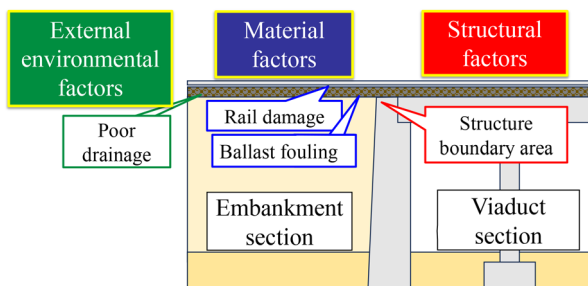 External
environmental
factors
Material
factors
Structural
factors
Poor
drainage
Rail damage
Ballast fouling
Structure
boundary area
Embankment
section
Viaduct
section